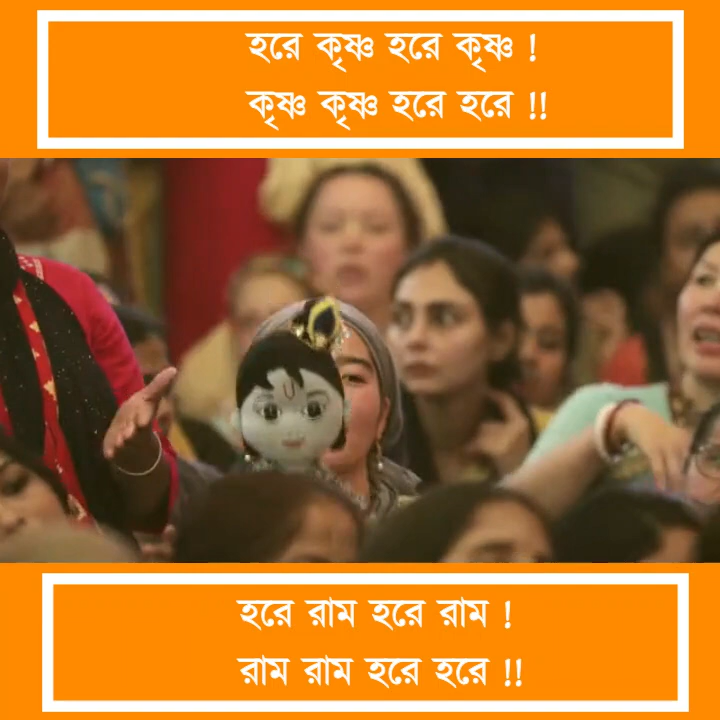 হরে কৃষ্ণ হরে কৃষ্ণ !
কৃষ্ণ কৃষ্ণ হরে হরে !!
হরে রাম হরে রাম !
রাম রাম হরে হরে !!